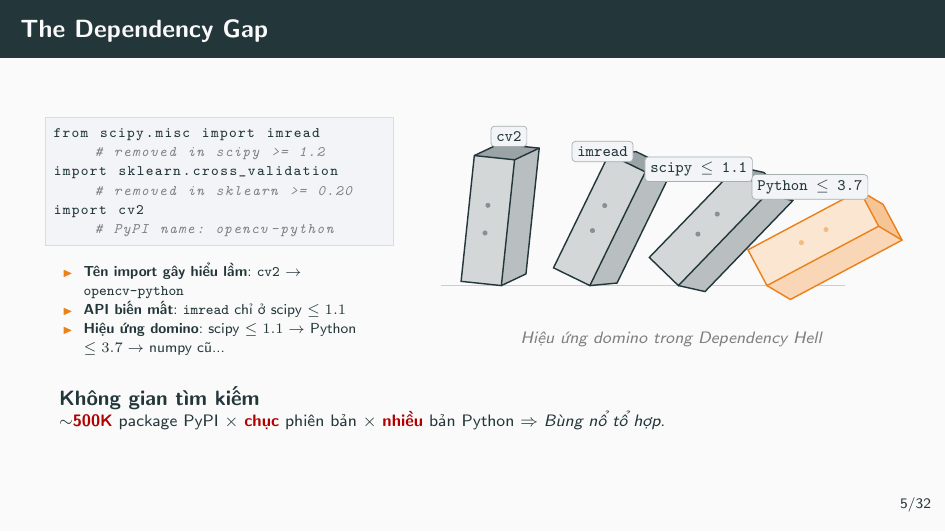 The Dependency Gap
from scipy.misc import imread
# removed in scipy >= 1.2
import sklearn.cross_validation
# removed in sklearn >= 0.20
import cv2
# PyPI name: opencv-python
▶ Tên import gây hiểu lầm: cv2 →
opencv-python
▶ API biến mất: imread chỉ ở scipy ≤ 1.1
▶ Hiệu ứng domino: scipy ≤ 1.1 → Python
≤ 3.7 → numpy cũ...
cv2
imread
scipy ≤ 1.1
Python ≤ 3.7
Hiệu ứng domino trong Dependency Hell
Không gian tìm kiếm
∼500K package PyPI × chục phiên bản × nhiều bản Python ⇒ Bùng nổ tổ hợp.
5/32